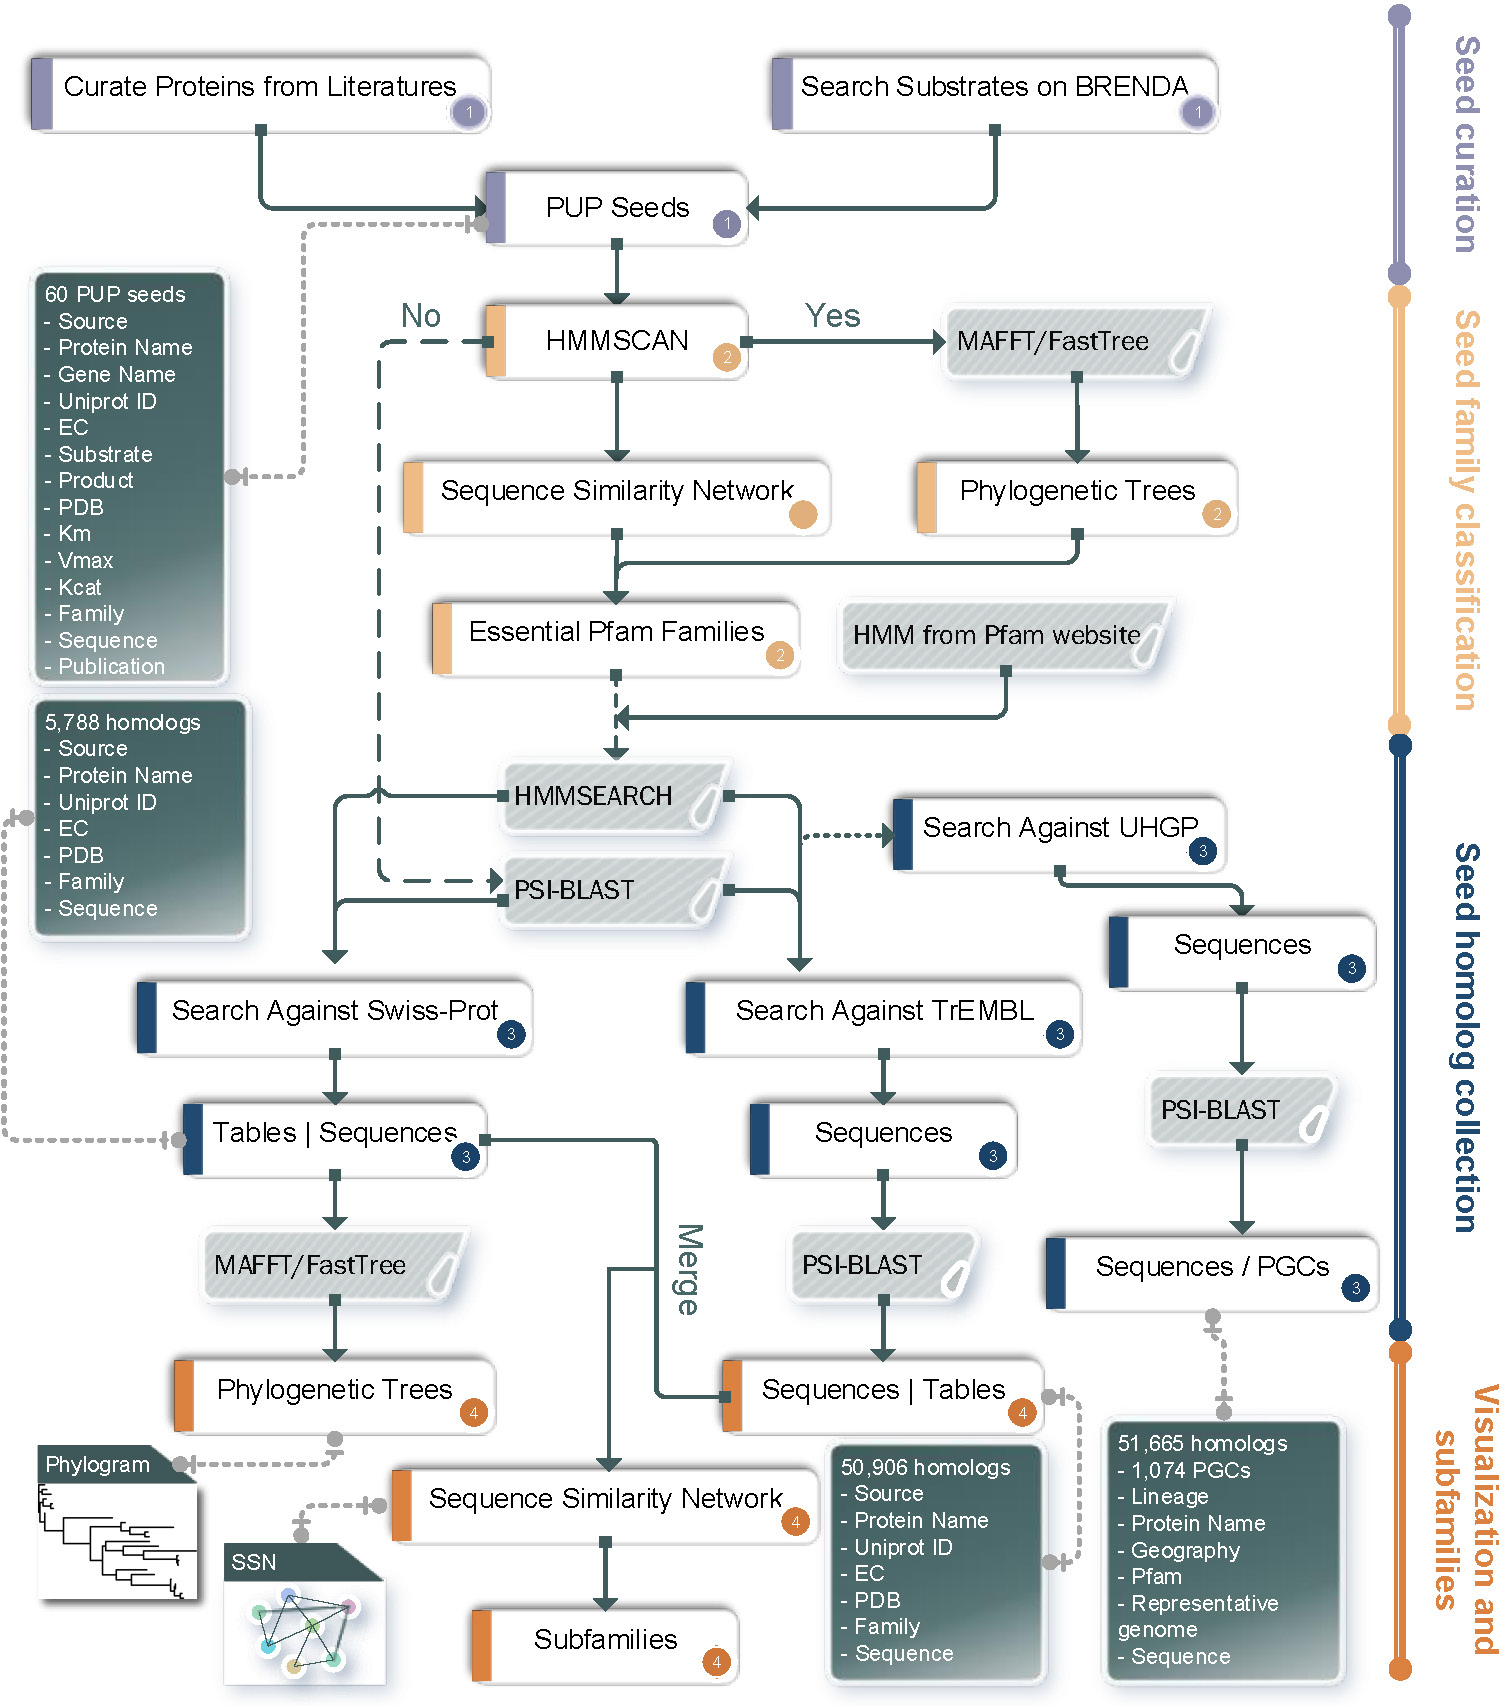 Curate Proteins from Literatures
1
Search Substrates on BRENDA
1
PUP Seeds
1
Seed curation
60 PUP seeds
- Source
- Protein Name
- Gene Name
- Uniprot ID
- EC
- Substrate
- Product
- PDB
- Km
- Vmax
- Kcat
- Family
- Sequence
- Publication
No
HMMSCAN
2
Yes
MAFFT/FastTree
Sequence Similarity Network
Phylogenetic Trees
2
Essential Pfam Families
2
HMM from Pfam website
Seed family classification
5,788 homologs
- Source
- Protein Name
- Uniprot ID
- EC
- PDB
- Family
- Sequence
HMMSEARCH
PSI-BLAST
Search Against UHGP
3
Sequences
3
Search Against Swiss-Prot
3
Search Against TrEMBL
3
PSI-BLAST
Tables | Sequences
3
Sequences
3
Seed homolog collection
MAFFT/FastTree
Merge
PSI-BLAST
Sequences / PGCs
3
Phylogenetic Trees
4
Sequences | Tables
4
Phylogram
Sequence Similarity Network
4
SSN
Subfamilies
4
50,906 homologs
- Source
- Protein Name
- Uniprot ID
- EC
- PDB
- Family
- Sequence
51,665 homologs
- 1,074 PGCs
- Lineage
- Protein Name
- Geography
- Pfam
- Representative
genome
- Sequence
Visualization and
subfamilies